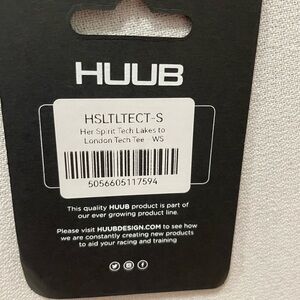 HUUB
HSLTLTECT-S
Her Spirit Tech Lakes to
London Tech Tee - WS
5056605117594
This quality HUUB product is part of
our ever growing product line.
Please visit HUUBDESIGN.COM to see how
we are constantly creating new products
to aid your racing and training